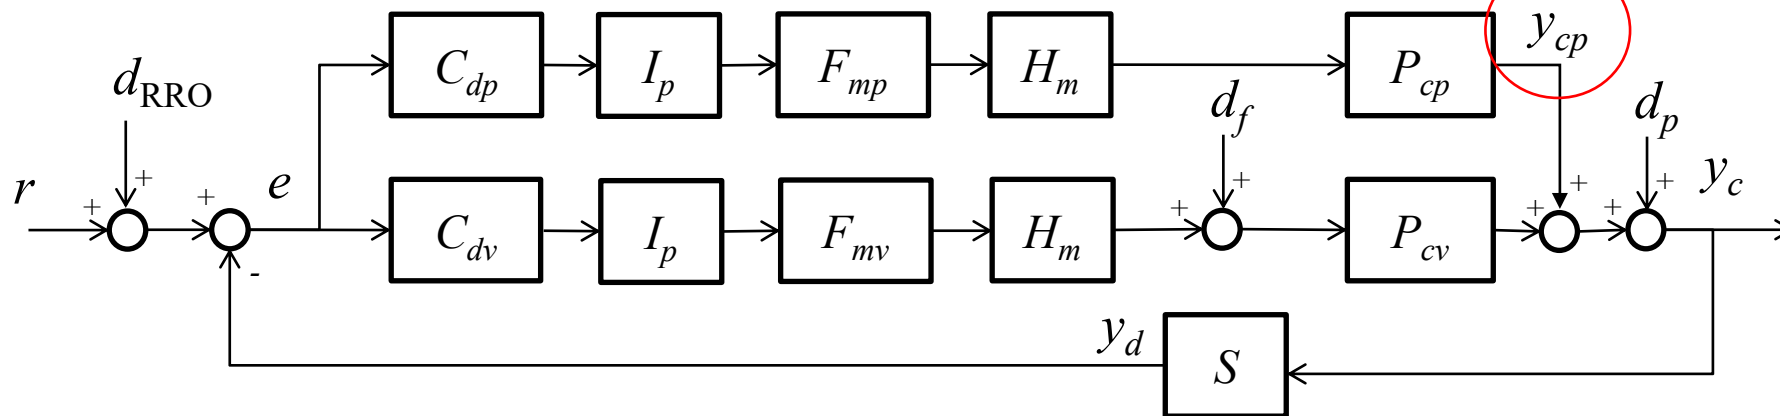 C_dp I_p F_mp H_m P_cp y_cp
d_RRO d_f d_p
+ + + + + +
r + + e C_dv I_p F_mv H_m + P_cv + + y_c
-
y_d S